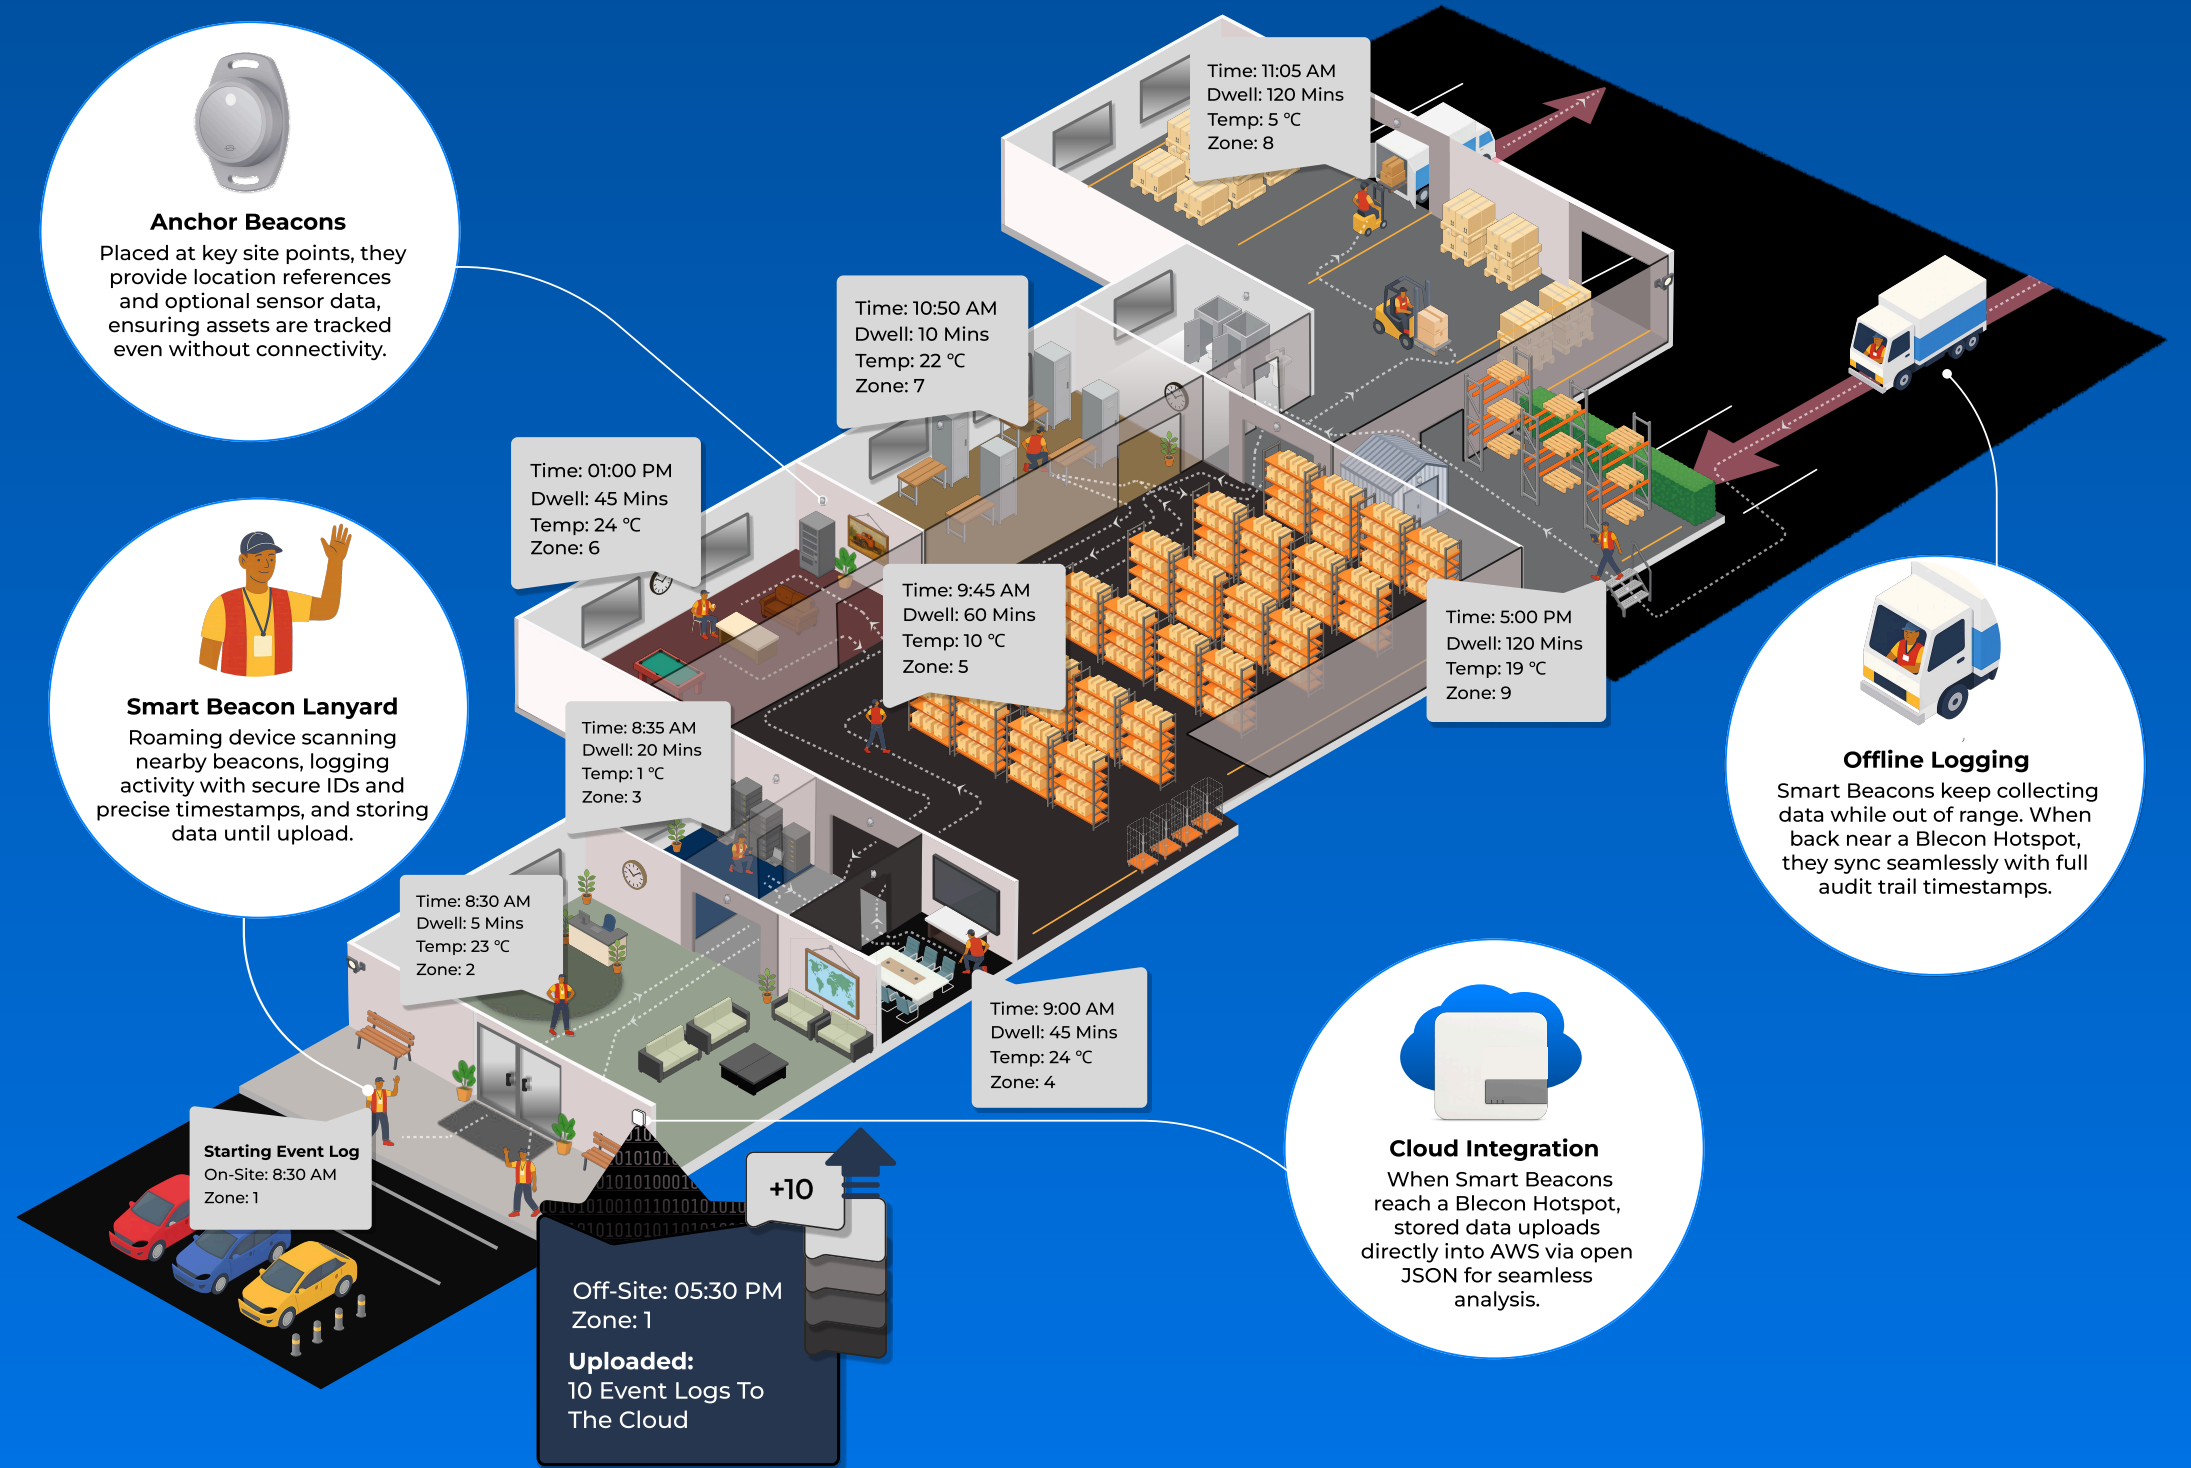 Anchor Beacons
Placed at key site points, they
provide location references
and optional sensor data,
ensuring assets are tracked
even without connectivity.
Smart Beacon Lanyard
Roaming device scanning
nearby beacons, logging
activity with secure IDs and
precise timestamps, and storing
data until upload.
Starting Event Log
On-Site: 8:30 AM
Zone: 1
Time: 8:30 AM
Dwell: 5 Mins
Temp: 23 °C
Zone: 2
Time: 8:35 AM
Dwell: 20 Mins
Temp: 1 °C
Zone: 3
Time: 9:00 AM
Dwell: 45 Mins
Temp: 24 °C
Zone: 4
Time: 9:45 AM
Dwell: 60 Mins
Temp: 10 °C
Zone: 5
Time: 01:00 PM
Dwell: 45 Mins
Temp: 24 °C
Zone: 6
Time: 10:50 AM
Dwell: 10 Mins
Temp: 22 °C
Zone: 7
Time: 11:05 AM
Dwell: 120 Mins
Temp: 5 °C
Zone: 8
Time: 5:00 PM
Dwell: 120 Mins
Temp: 19 °C
Zone: 9
Offline Logging
Smart Beacons keep collecting
data while out of range. When
back near a Blecon Hotspot,
they sync seamlessly with full
audit trail timestamps.
Cloud Integration
When Smart Beacons
reach a Blecon Hotspot,
stored data uploads
directly into AWS via open
JSON for seamless
analysis.
+10
Off-Site: 05:30 PM
Zone: 1
Uploaded:
10 Event Logs To
The Cloud